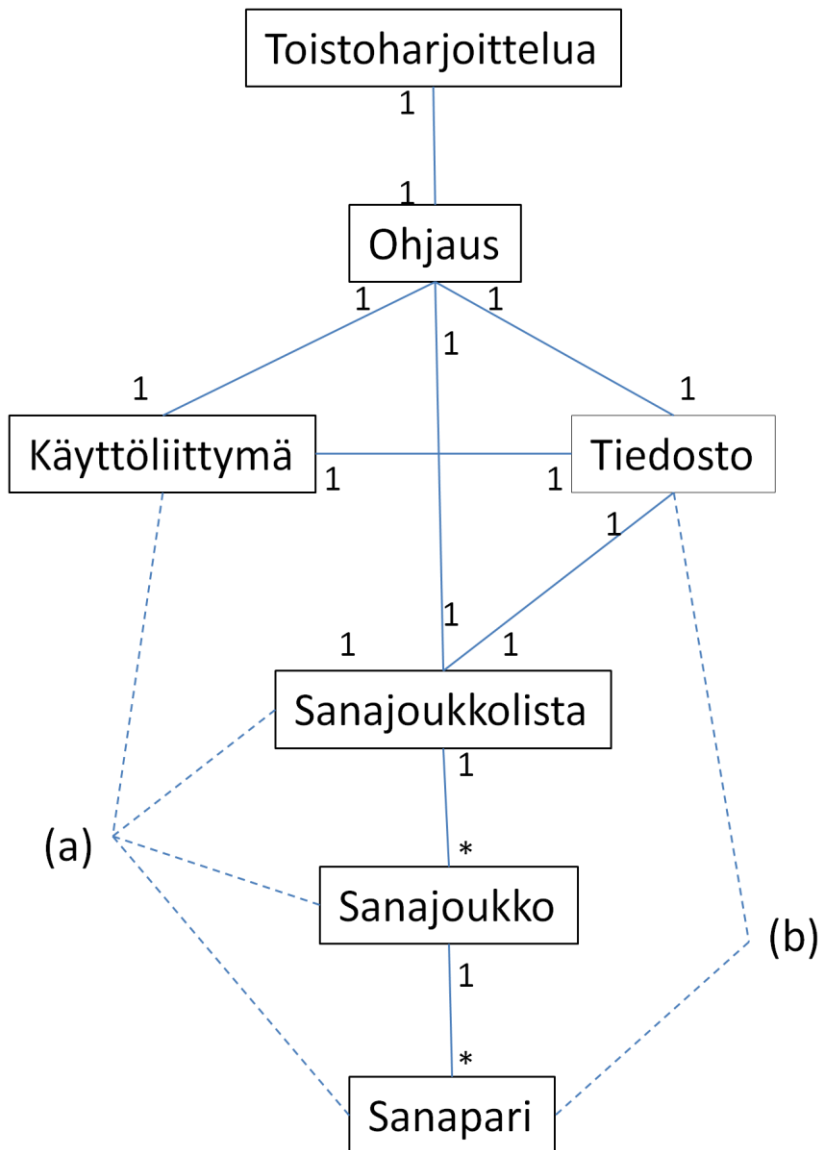 Toistoharjoittelua
1
1
Ohjaus
1
1
1
1
1
Käyttöliittymä
Tiedosto
1
1
1
1
1
1
Sanajoukkolista
1
(a)
*
Sanajoukko
(b)
1
*
Sanapari